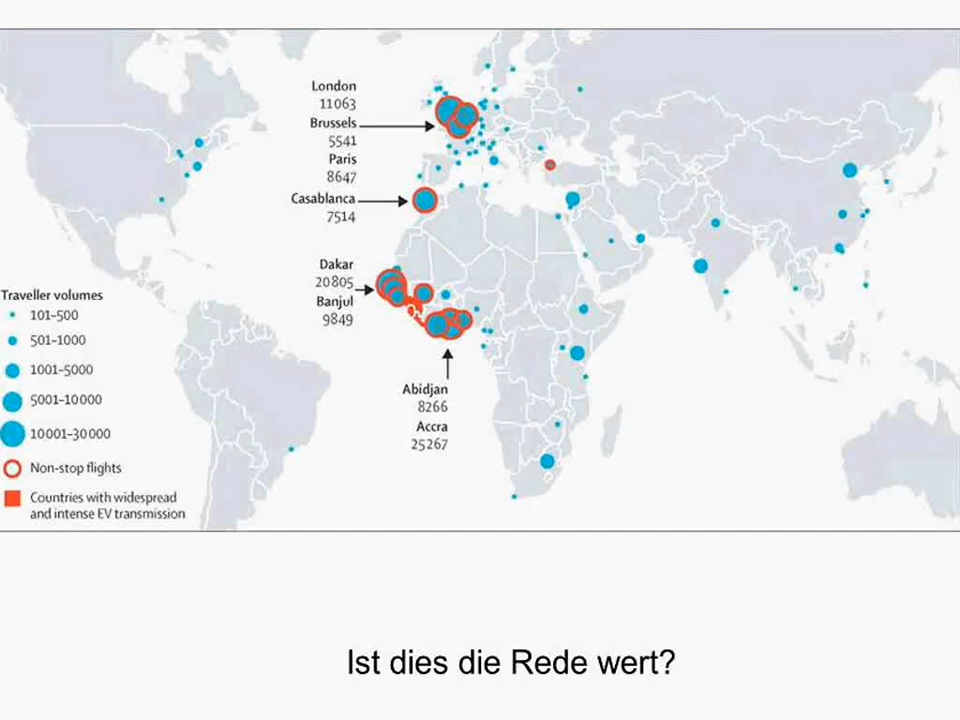 London
11063
Brussels
5541
Paris
8647
Casablanca
7514
Dakar
20805
Banjul
9849
Abidjan
8266
Accra
25267
Traveller volumes
101–500
501–1000
1001–5000
5001–10000
10001–30000
Non-stop flights
Countries with widespread
and intense EV transmission
Ist dies die Rede wert?